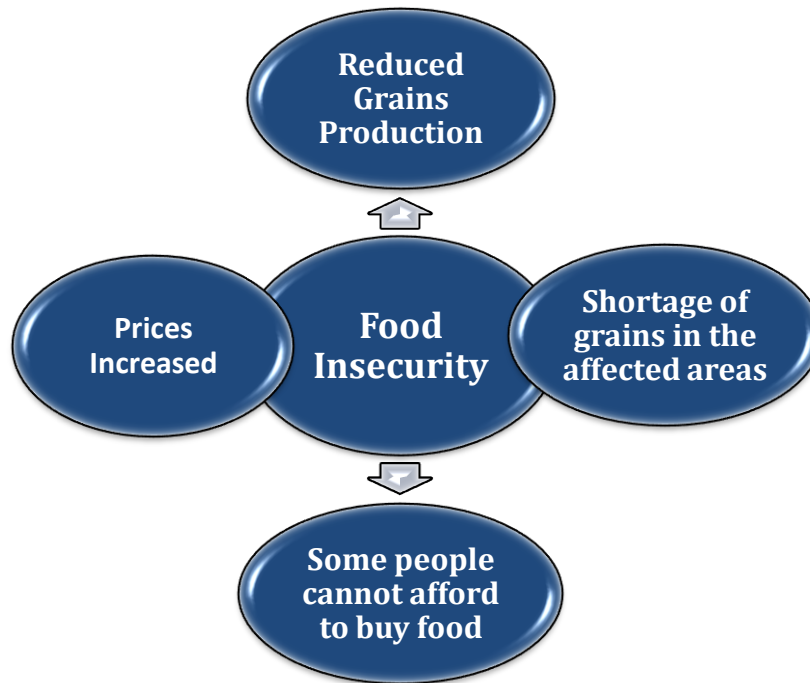 Reduced
Grains
Production
Prices
Increased
Food
Insecurity
Shortage of
grains in the
affected areas
Some people
cannot afford
to buy food